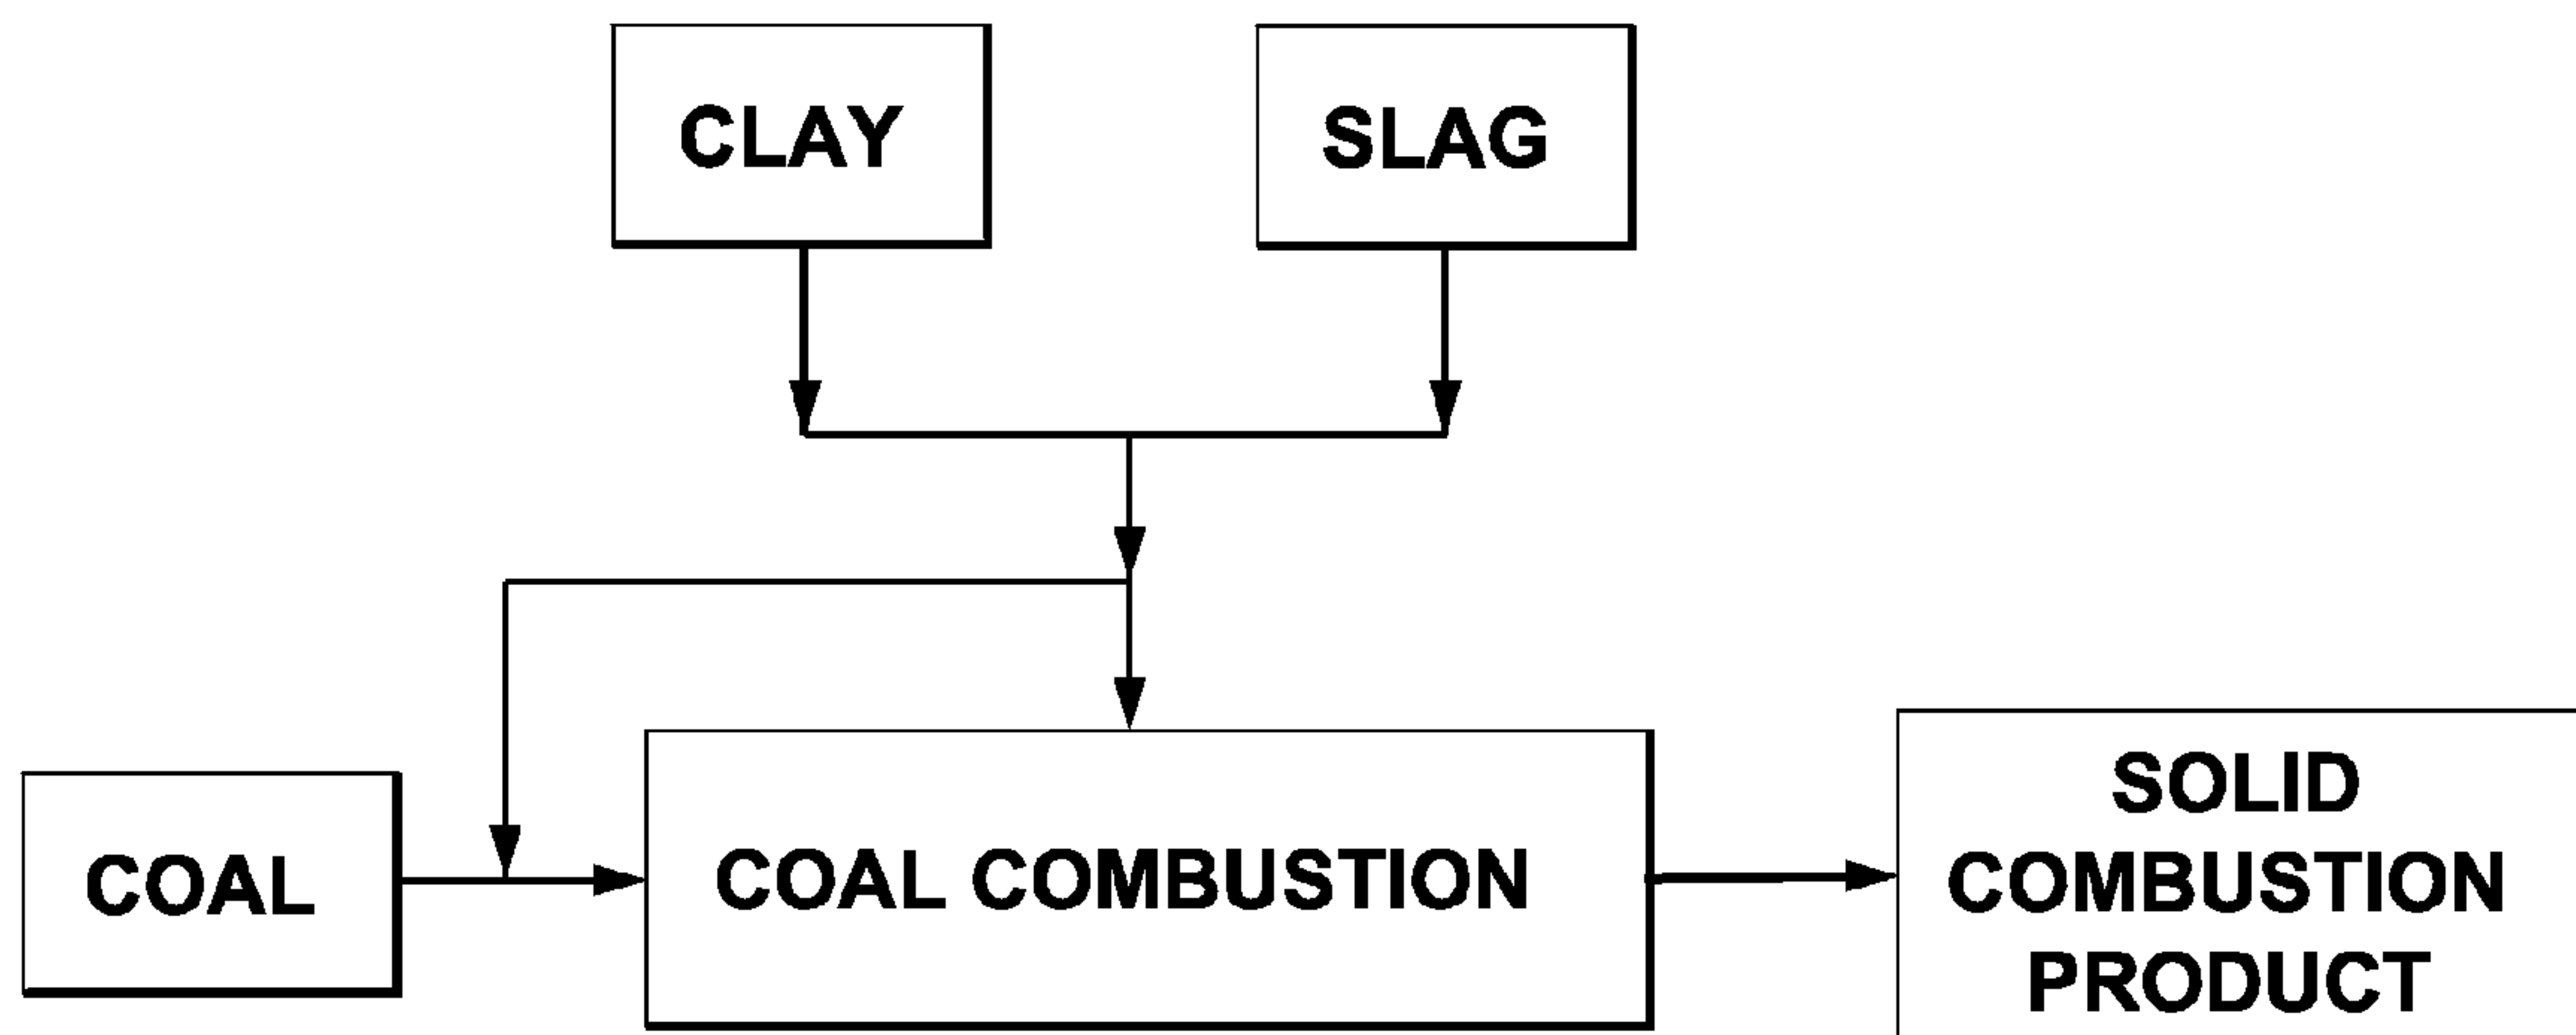 CLAY
SLAG
COAL
COAL COMBUSTION
SOLID
COMBUSTION
PRODUCT